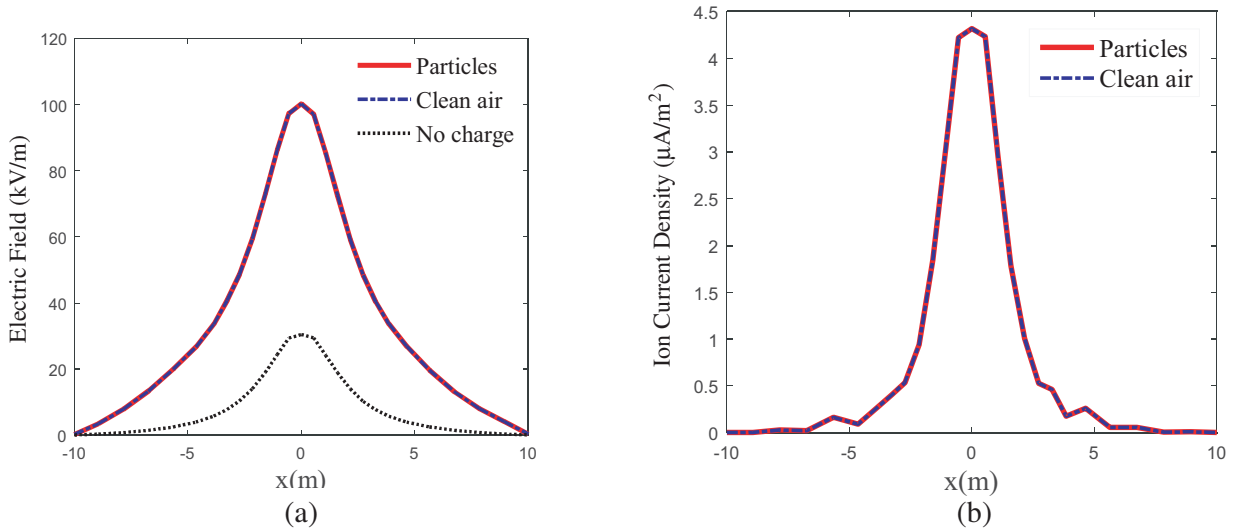 120
100
80
60
40
20
0
-10
-5
0
5
10
Electric Field (kV/m)
x(m)
Particles
Clean air
No charge
(a)
4.5
4
3.5
3
2.5
2
1.5
1
0.5
0
-10
-5
0
5
10
Ion Current Density (µA/m²)
x(m)
Particles
Clean air
(b)